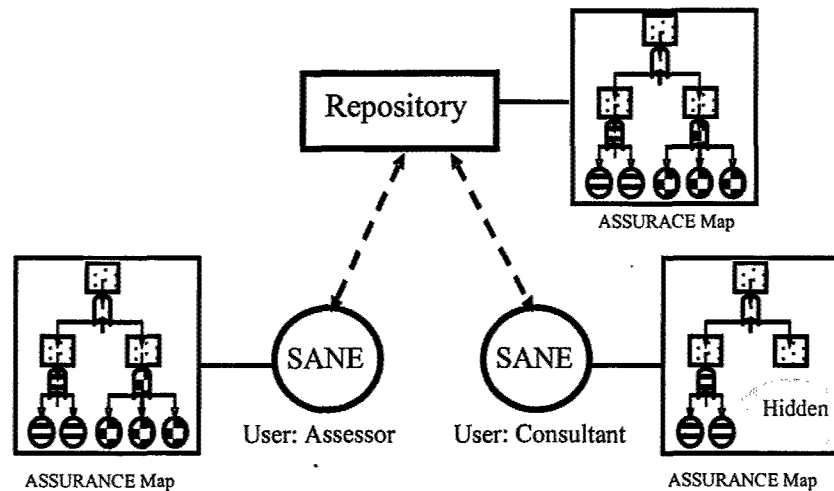 Repository
ASSURACE Map
SANE
SANE
Hidden
User: Assessor
User: Consultant
ASSURANCE Map
ASSURANCE Map